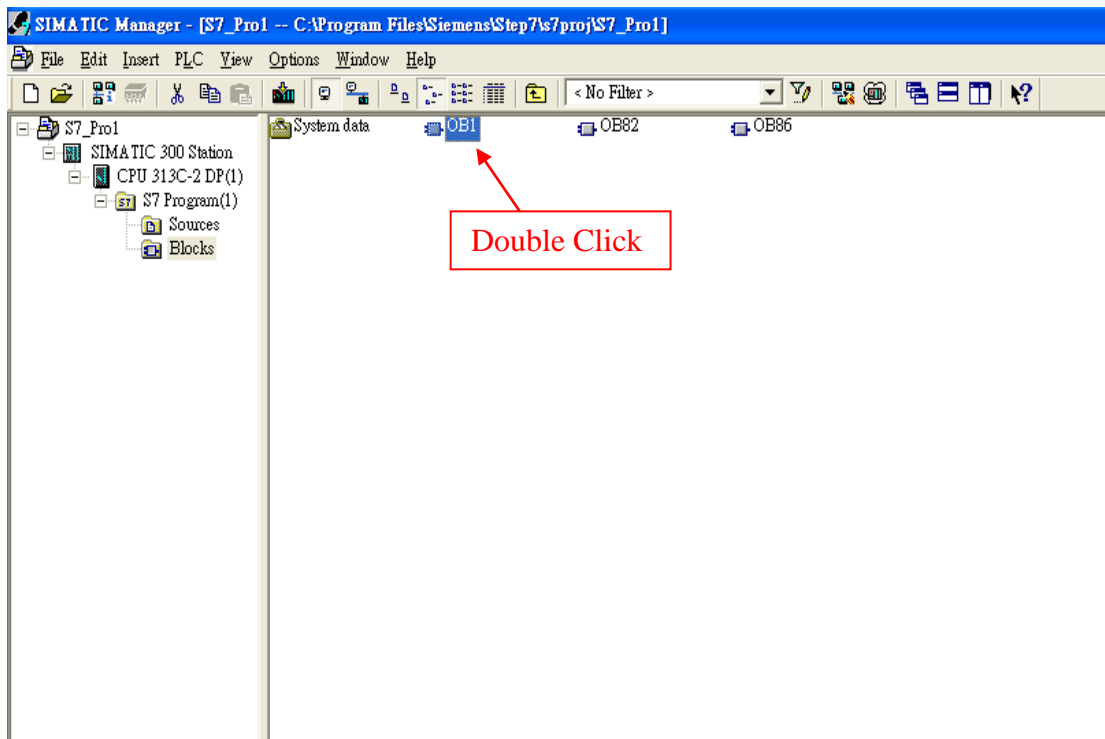 SIMATIC Manager - [S7_Pro1 -- C:\Program Files\Siemens\Step7\s7proj\S7_Pro1]
File Edit Insert PLC View Options Window Help
< No Filter >
S7_Pro1
SIMATIC 300 Station
CPU 313C-2 DP(1)
S7 Program(1)
Sources
Blocks
System data OB1 OB82 OB86
Double Click